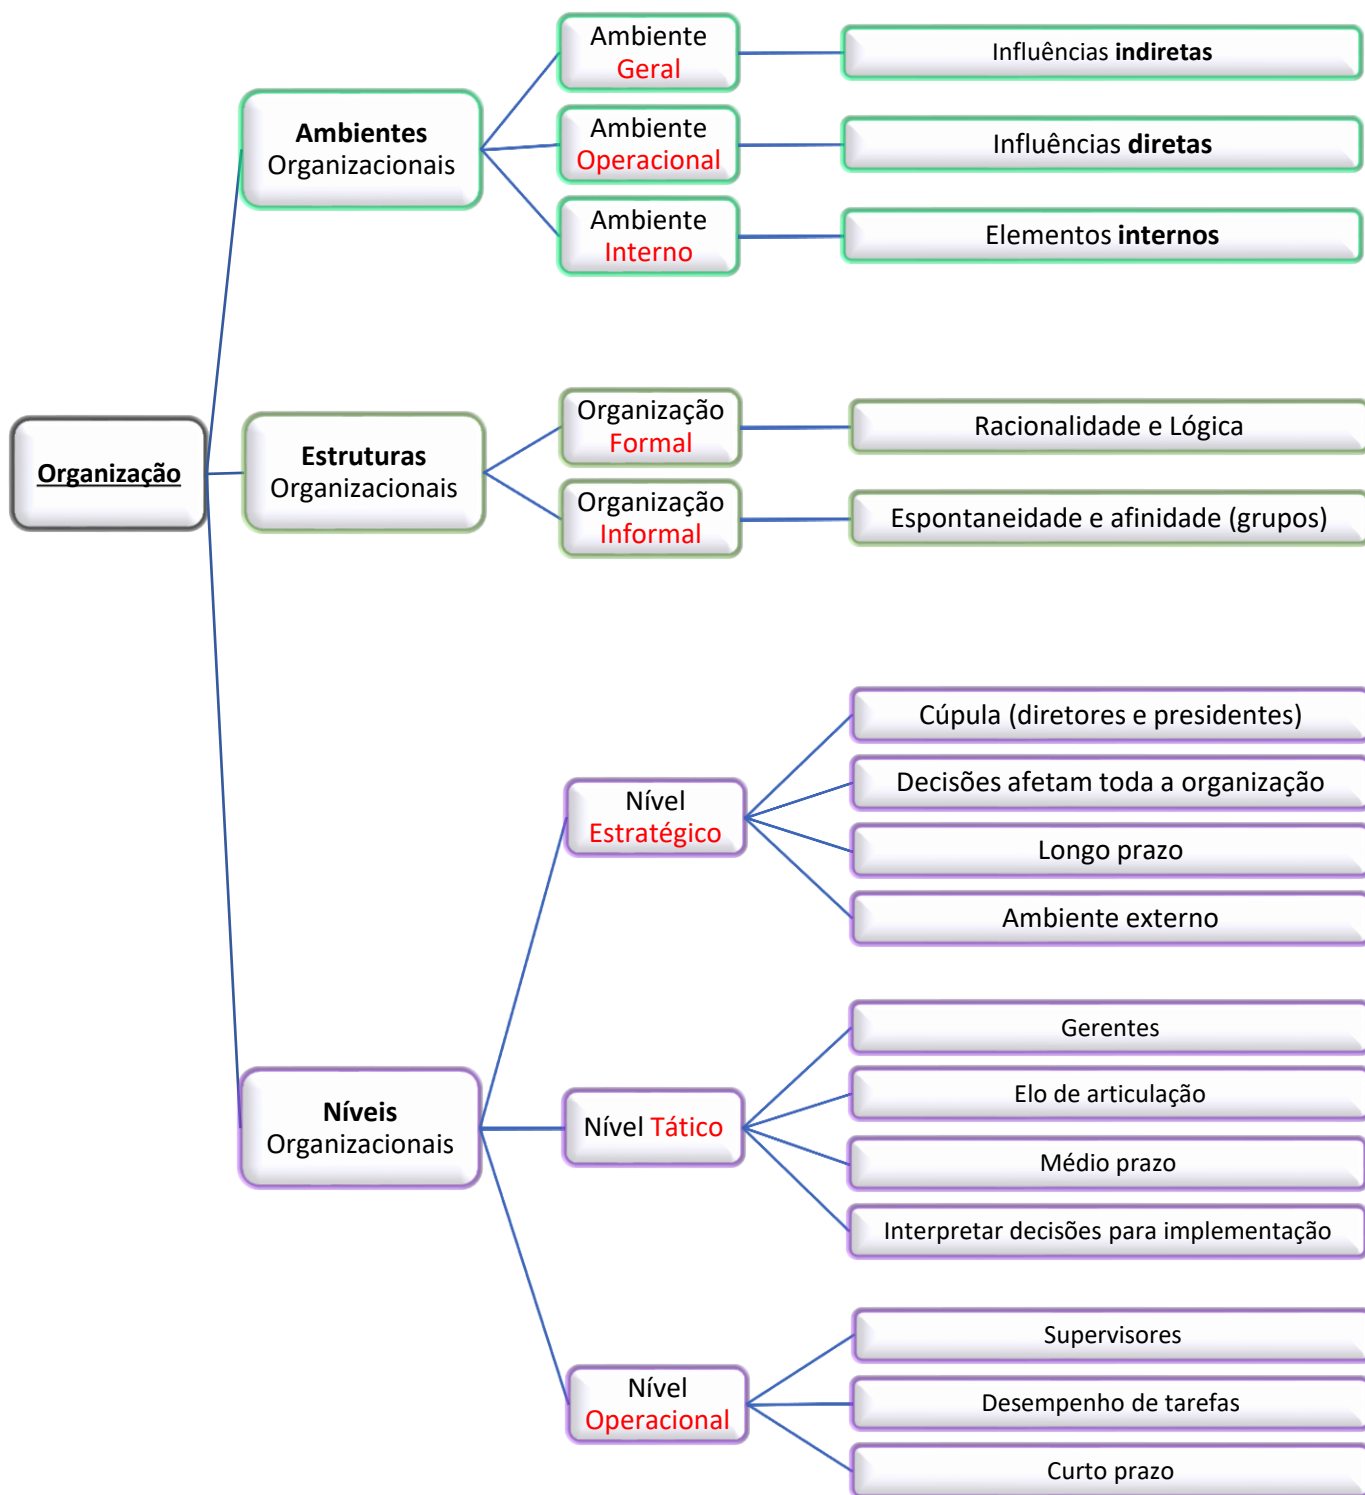 Organização
Ambientes
Organizacionais
Ambiente
Geral
Influências indiretas
Ambiente
Operacional
Influências diretas
Ambiente
Interno
Elementos internos
Estruturas
Organizacionais
Organização
Formal
Racionalidade e Lógica
Organização
Informal
Espontaneidade e afinidade (grupos)
Níveis
Organizacionais
Nível
Estratégico
Cúpula (diretores e presidentes)
Decisões afetam toda a organização
Longo prazo
Ambiente externo
Nível Tático
Gerentes
Elo de articulação
Médio prazo
Interpretar decisões para implementação
Nível
Operacional
Supervisores
Desempenho de tarefas
Curto prazo